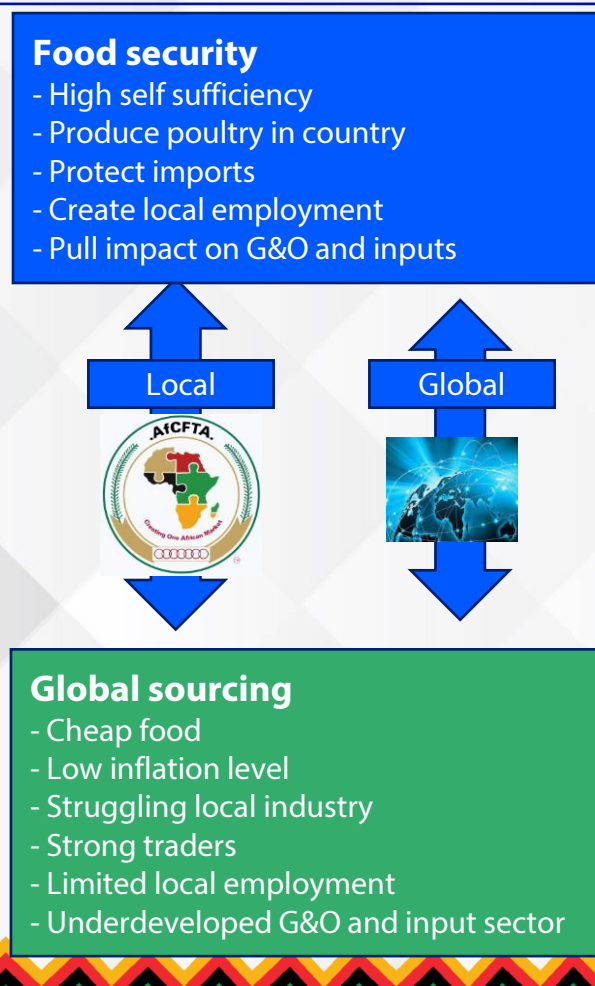 Food security
- High self sufficiency
- Produce poultry in country
- Protect imports
- Create local employment
- Pull impact on G&O and inputs
Local
Global
AfCFTA
Creating One African Market
Global sourcing
- Cheap food
- Low inflation level
- Struggling local industry
- Strong traders
- Limited local employment
- Underdeveloped G&O and input sector